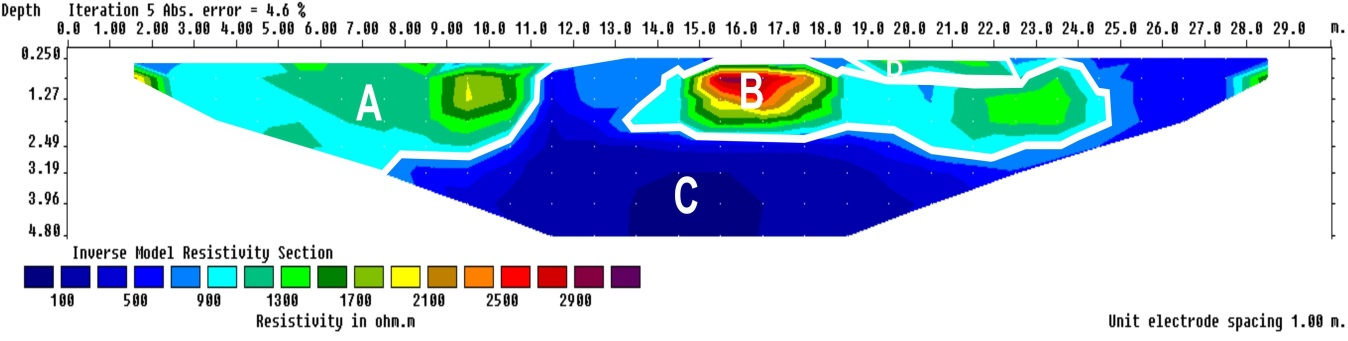 Depth Iteration 5 Abs. error = 4.6 %
0.0 1.00 2.00 3.00 4.00 5.00 6.00 7.00 8.00 9.00 10.0 11.0 12.0 13.0 14.0 15.0 16.0 17.0 18.0 19.0 20.0 21.0 22.0 23.0 24.0 25.0 26.0 27.0 28.0 29.0 m.
0.250
D
1.27
A
B
2.49
3.19
C
3.96
4.80
Inverse Model Resistivity Section
100 500 900 1300 1700 2100 2500 2900
Resistivity in ohm.m Unit electrode spacing 1.00 m.